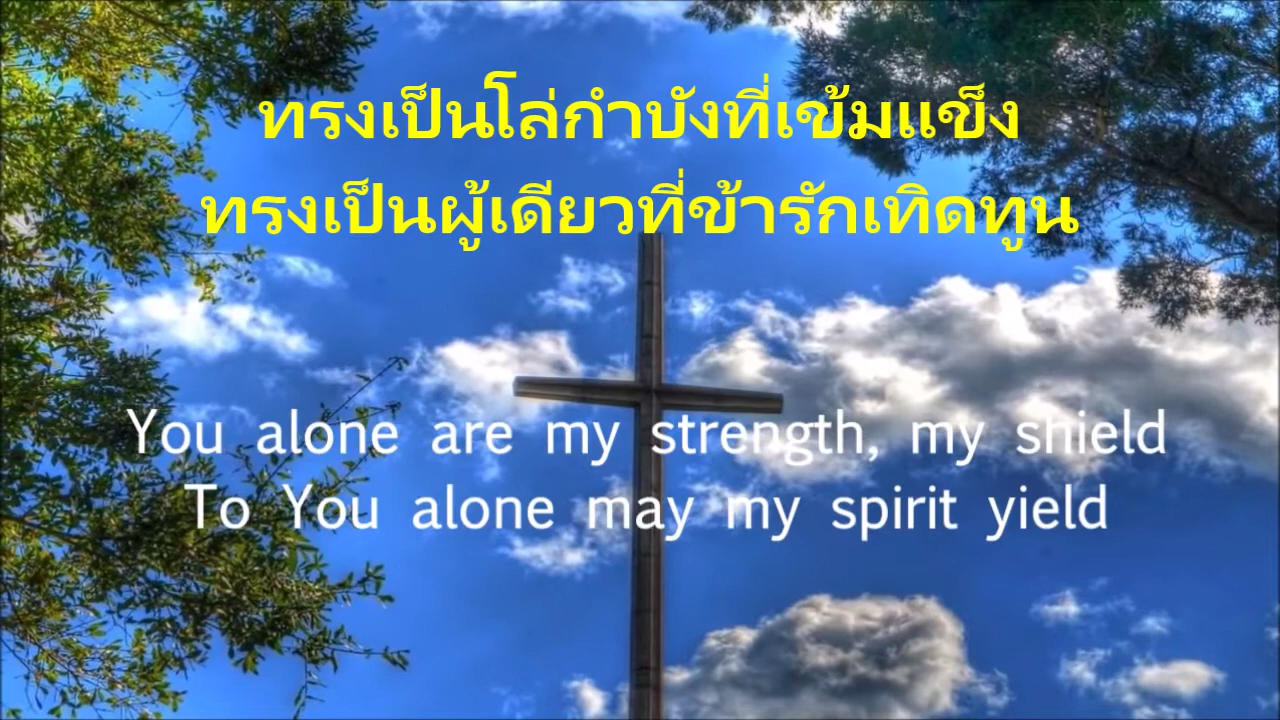 ทรงเป็นโล่กำบังที่เข้มแข็ง
ทรงเป็นผู้เดียวที่ข้ารักเทิดทูน
You alone are my strength, my shield
To You alone may my spirit yield